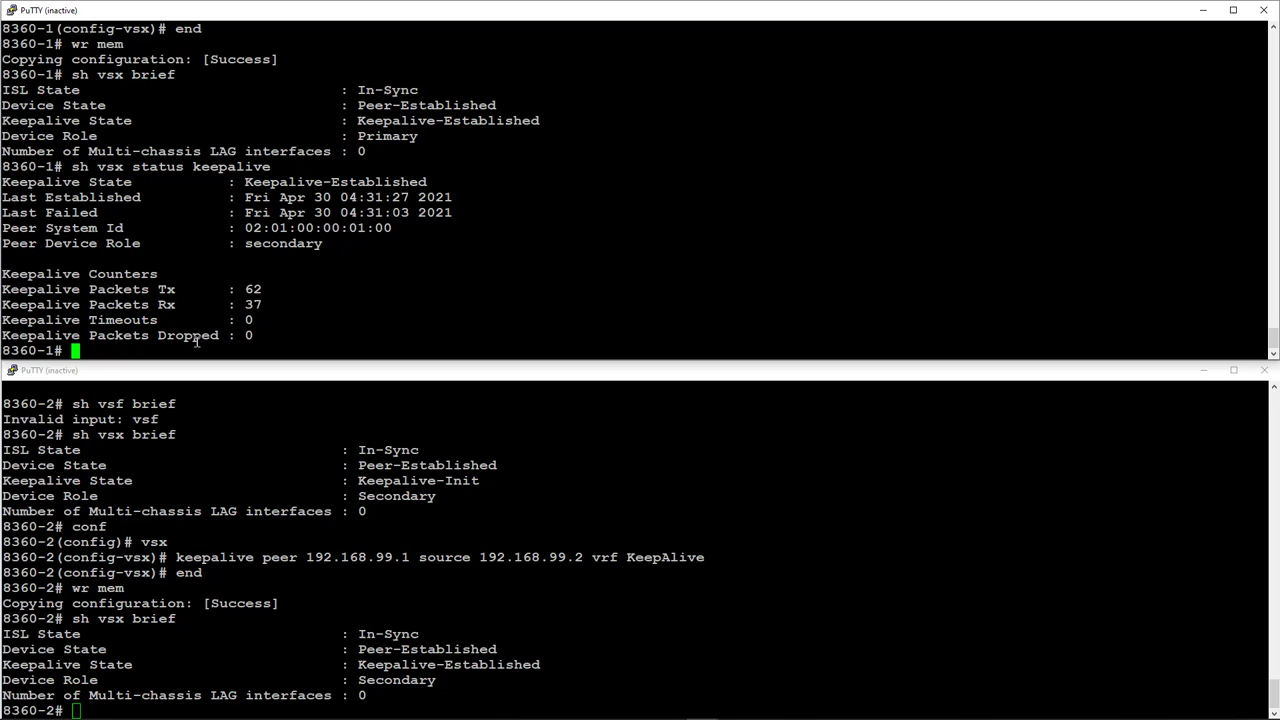 PuTTY (inactive)
8360-1(config-vsx)# end
8360-1# wr mem
Copying configuration: [Success]
8360-1# sh vsx brief
ISL State : In-Sync
Device State : Peer-Established
Keepalive State : Keepalive-Established
Device Role : Primary
Number of Multi-chassis LAG interfaces : 0
8360-1# sh vsx status keepalive
Keepalive State : Keepalive-Established
Last Established : Fri Apr 30 04:31:27 2021
Last Failed : Fri Apr 30 04:31:03 2021
Peer System Id : 02:01:00:00:01:00
Peer Device Role : secondary
Keepalive Counters
Keepalive Packets Tx : 62
Keepalive Packets Rx : 37
Keepalive Timeouts : 0
Keepalive Packets Dropped : 0
8360-1#
PuTTY (inactive)
8360-2# sh vsf brief
Invalid input: vsf
8360-2# sh vsx brief
ISL State : In-Sync
Device State : Peer-Established
Keepalive State : Keepalive-Init
Device Role : Secondary
Number of Multi-chassis LAG interfaces : 0
8360-2# conf
8360-2(config)# vsx
8360-2(config-vsx)# keepalive peer 192.168.99.1 source 192.168.99.2 vrf KeepAlive
8360-2(config-vsx)# end
8360-2# wr mem
Copying configuration: [Success]
8360-2# sh vsx brief
ISL State : In-Sync
Device State : Peer-Established
Keepalive State : Keepalive-Established
Device Role : Secondary
Number of Multi-chassis LAG interfaces : 0
8360-2#